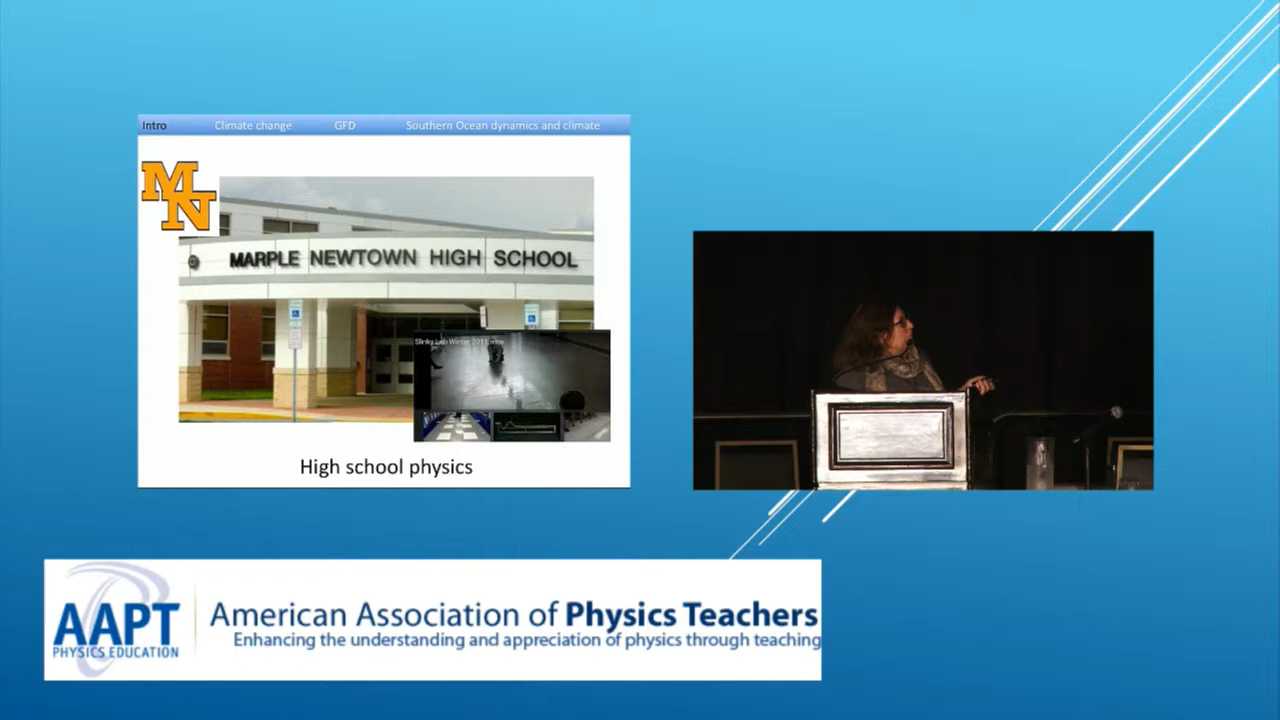 Intro Climate change GFD Southern Ocean dynamics and climate
MN
MARPLE NEWTOWN HIGH SCHOOL
Slinky Lab Winter 2011.mov
High school physics
AAPT
PHYSICS EDUCATION
American Association of Physics Teachers
Enhancing the understanding and appreciation of physics through teaching